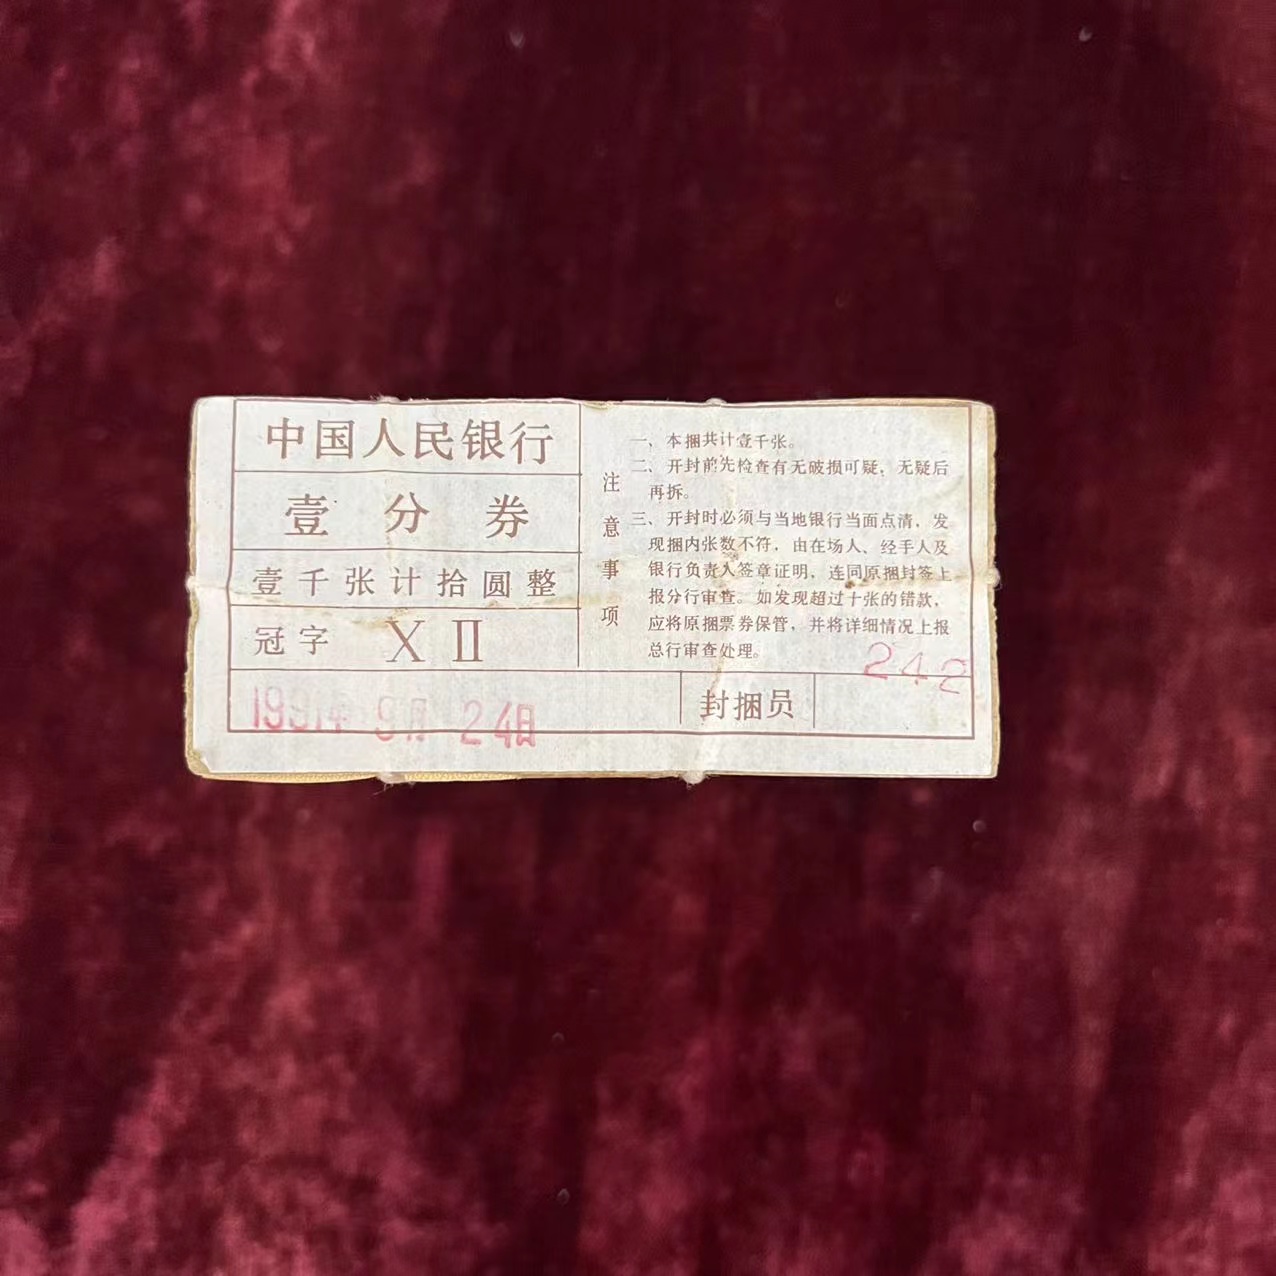 中国人民银行
壹分券
壹千张计拾圆整
冠字 X II
1991年 9月 24日
注意事项
一、本捆共计壹千张。
二、开封前先检查有无破损可疑，无疑后
再拆。
三、开封时必须与当地银行当面点清，发
现捆内张数不符，由在场人、经手人及
银行负责人签章证明，连同原捆封签上
报分行审查。如发现超过十张的错款，
应将原捆票券保管，并将详细情况上报
总行审查处理。
封捆员
242